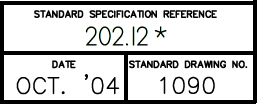 STANDARD SPECIFICATION REFERENCE
202.12 *
DATE
OCT. '04
STANDARD DRAWING NO.
1090